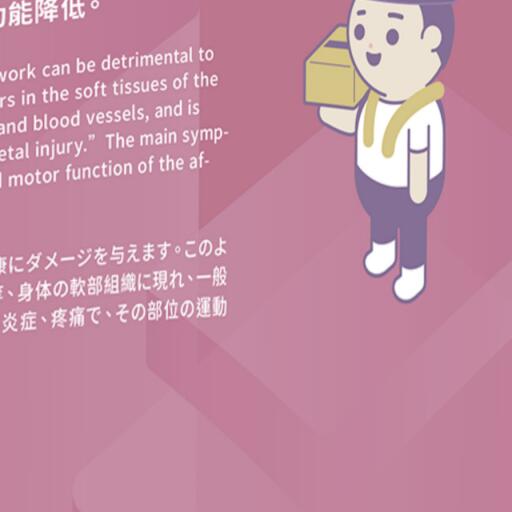 功能降低。
work can be detrimental to
rs in the soft tissues of the
and blood vessels, and is
etal injury.” The main symp-
motor function of the af-
康にダメージを与えます。このよ
、身体の軟部組織に現れ、一般
炎症、疼痛で、その部位の運動